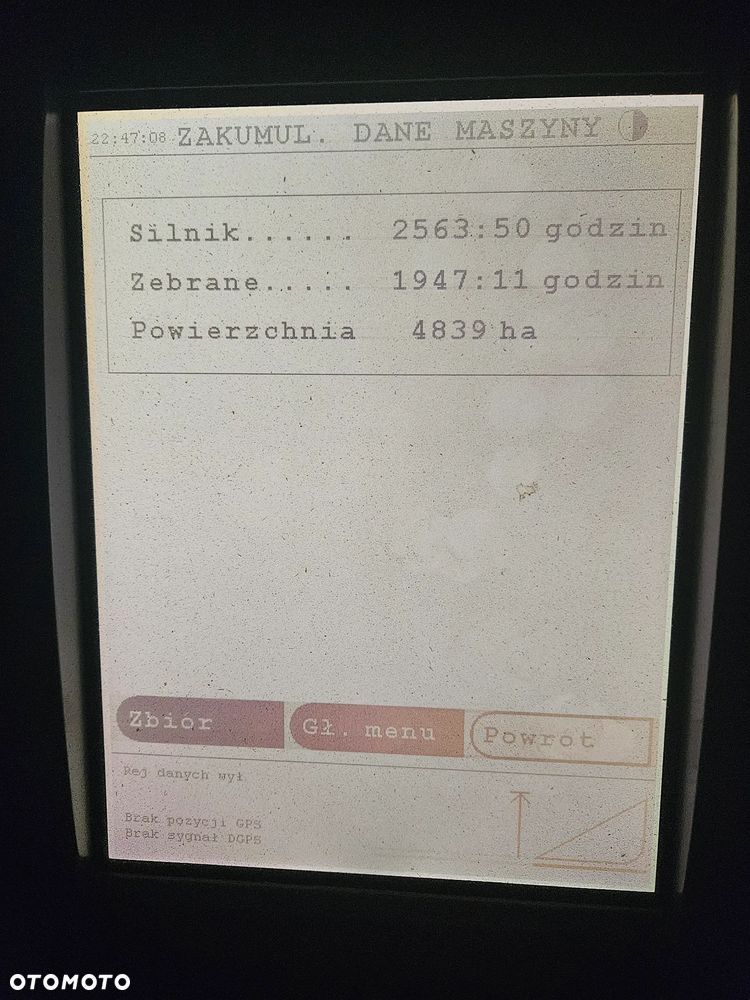 22:47:08 ZAKUMUL. DANE MASZYNY
Silnik...... 2563:50 godzin
Zebrane..... 1947:11 godzin
Powierzchnia 4839 ha
Zbior Gł. menu Powrot
Rej danych wył
Brak pozycji GPS
Brak sygnał DGPS
OTOMOTO